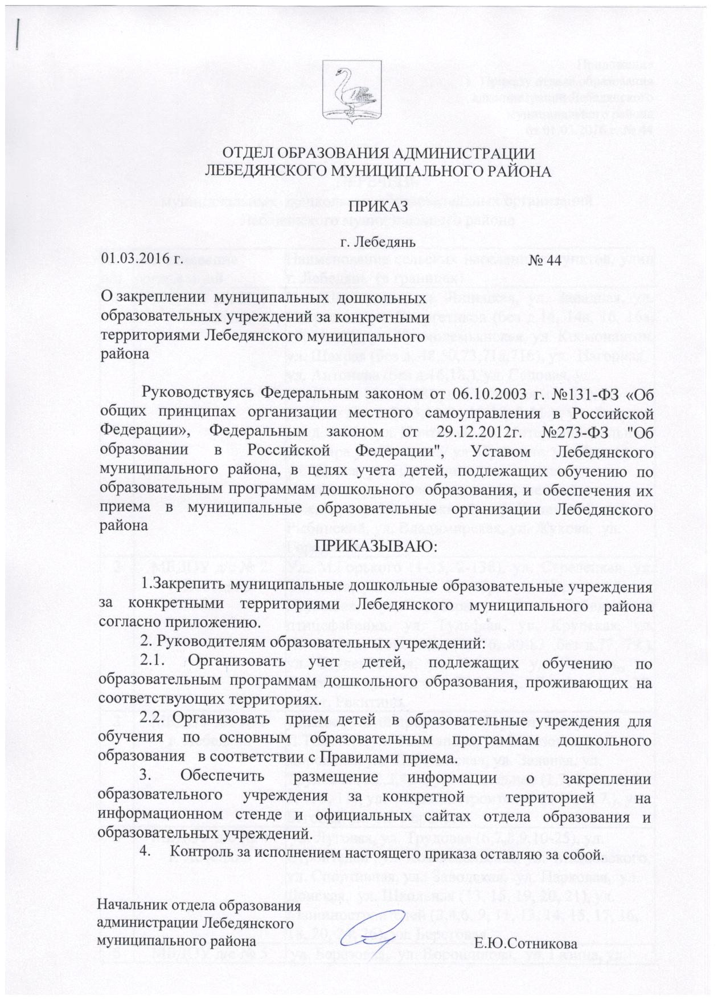 ОТДЕЛ ОБРАЗОВАНИЯ АДМИНИСТРАЦИИ
ЛЕБЕДЯНСКОГО МУНИЦИПАЛЬНОГО РАЙОНА
ПРИКАЗ
г. Лебедянь
01.03.2016 г. № 44
О закреплении муниципальных дошкольных
образовательных учреждений за конкретными
территориями Лебедянского муниципального
района
Руководствуясь Федеральным законом от 06.10.2003 г. №131-ФЗ «Об
общих принципах организации местного самоуправления в Российской
Федерации», Федеральным законом от 29.12.2012г. №273-ФЗ "Об
образовании в Российской Федерации", Уставом Лебедянского
муниципального района, в целях учета детей, подлежащих обучению по
образовательным программам дошкольного образования, и обеспечения их
приема в муниципальные образовательные организации Лебедянского
района
ПРИКАЗЫВАЮ:
1.Закрепить муниципальные дошкольные образовательные учреждения
за конкретными территориями Лебедянского муниципального района
согласно приложению.
2. Руководителям образовательных учреждений:
2.1. Организовать учет детей, подлежащих обучению по
образовательным программам дошкольного образования, проживающих на
соответствующих территориях.
2.2. Организовать прием детей в образовательные учреждения для
обучения по основным образовательным программам дошкольного
образования в соответствии с Правилами приема.
3. Обеспечить размещение информации о закреплении
образовательного учреждения за конкретной территорией на
информационном стенде и официальных сайтах отдела образования и
образовательных учреждений.
4. Контроль за исполнением настоящего приказа оставляю за собой.
Начальник отдела образования
администрации Лебедянского
муниципального района Е.Ю.Сотникова